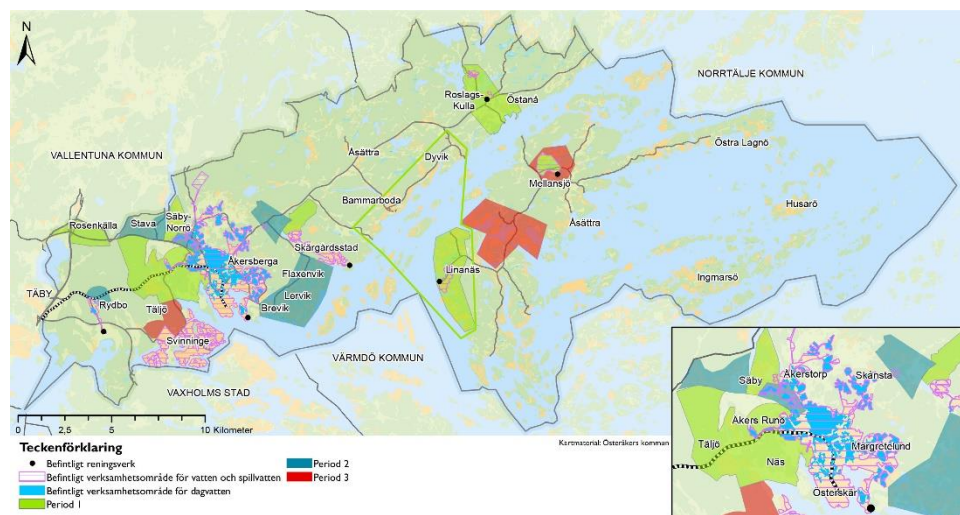 N
NORRTÄLJE KOMMUN
Roslags-
Kulla
Östanå
VALLENTUNA KOMMUN
Åsättra
Dyvik
Östra Lagnö
Mellansjö
Bammarboda
Husarö
Säby-
Norrö
Stava
Rosenkälla
Åsättra
Skärgårdsstad
Åkersberga
Flaxenvik
Linanäs
Ingmarsö
Lervik
TÄBY
Rydbo
Täljö
Brevik
Svinninge
VÄRMDÖ KOMMUN
VAXHOLMS STAD
0 2,5 5 10 Kilometer
Kartmaterial: Österåkers kommun
Teckenförklaring
Befintligt reningsverk
Befintligt verksamhetsområde för vatten och spillvatten
Befintligt verksamhetsområde för dagvatten
Period 1
Period 2
Period 3
Åkerstorp
Skånsta
Säby
Åkers Runö
Margretelund
Täljö
Näs
Österskär